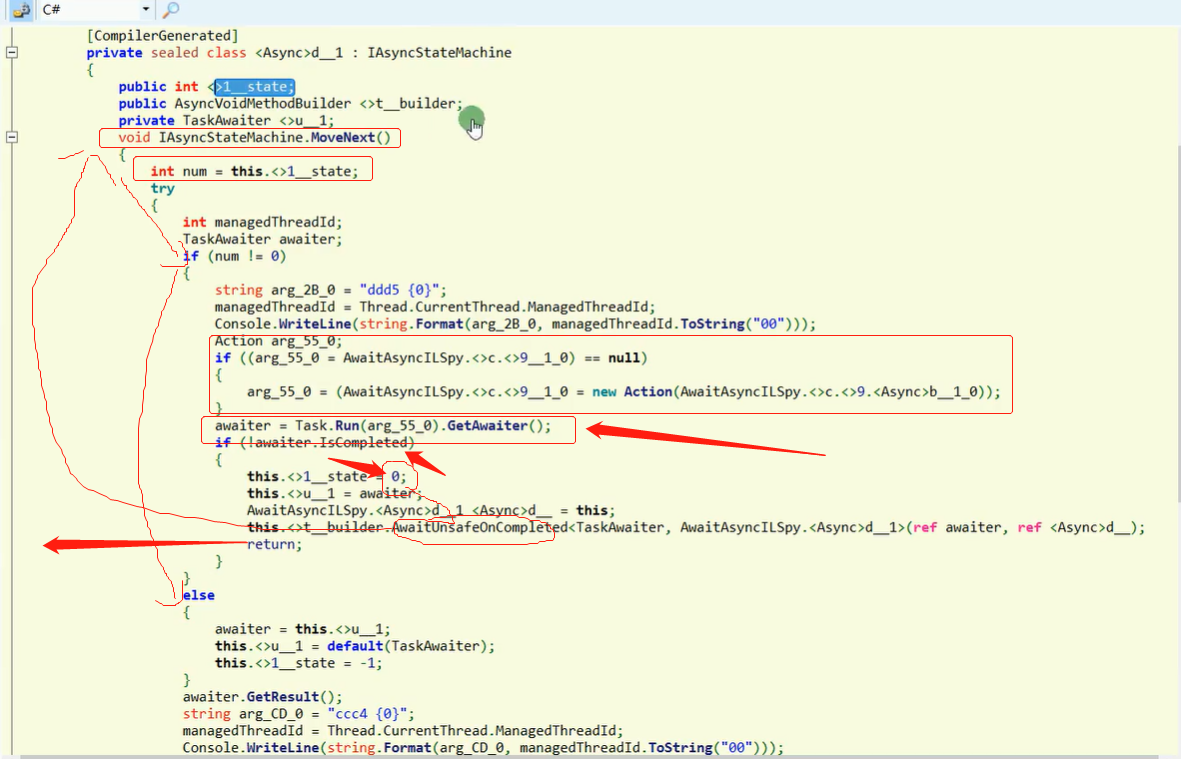 C#
[CompilerGenerated]
private sealed class <Async>d__1 : IAsyncStateMachine
{
public int <>1__state;
public AsyncVoidMethodBuilder <>t__builder;
private TaskAwaiter <>u__1;
void IAsyncStateMachine.MoveNext()
{
int num = this.<>1__state;
try
{
int managedThreadId;
TaskAwaiter awaiter;
if (num != 0)
{
string arg_2B_0 = "ddd5 {0}";
managedThreadId = Thread.CurrentThread.ManagedThreadId;
Console.WriteLine(string.Format(arg_2B_0, managedThreadId.ToString("00")));
Action arg_55_0;
if ((arg_55_0 = AwaitAsyncILSpy.<>c.<>9__1_0) == null)
{
arg_55_0 = (AwaitAsyncILSpy.<>c.<>9__1_0 = new Action(AwaitAsyncILSpy.<>c.<>9.<Async>b__1_0));
}
awaiter = Task.Run(arg_55_0).GetAwaiter();
if (!awaiter.IsCompleted)
{
this.<>1__state = 0;
this.<>u__1 = awaiter;
AwaitAsyncILSpy.<Async>d__1 <Async>d__ = this;
this.<>t__builder.AwaitUnsafeOnCompleted<TaskAwaiter, AwaitAsyncILSpy.<Async>d__1>(ref awaiter, ref <Async>d__);
return;
}
}
else
{
awaiter = this.<>u__1;
this.<>u__1 = default(TaskAwaiter);
this.<>1__state = -1;
}
awaiter.GetResult();
string arg_CD_0 = "ccc4 {0}";
managedThreadId = Thread.CurrentThread.ManagedThreadId;
Console.WriteLine(string.Format(arg_CD_0, managedThreadId.ToString("00")));